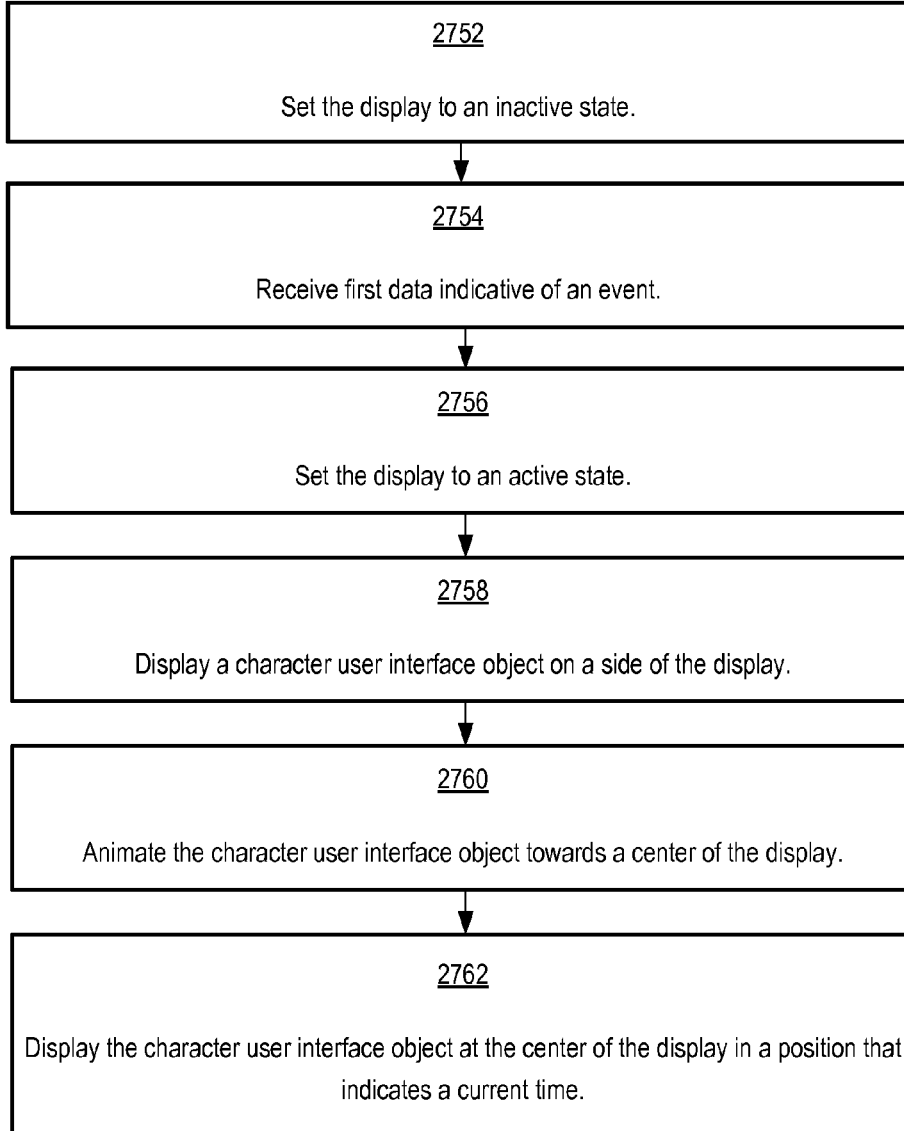 2752
Set the display to an inactive state.
2754
Receive first data indicative of an event.
2756
Set the display to an active state.
2758
Display a character user interface object on a side of the display.
2760
Animate the character user interface object towards a center of the display.
2762
Display the character user interface object at the center of the display in a position that
indicates a current time.